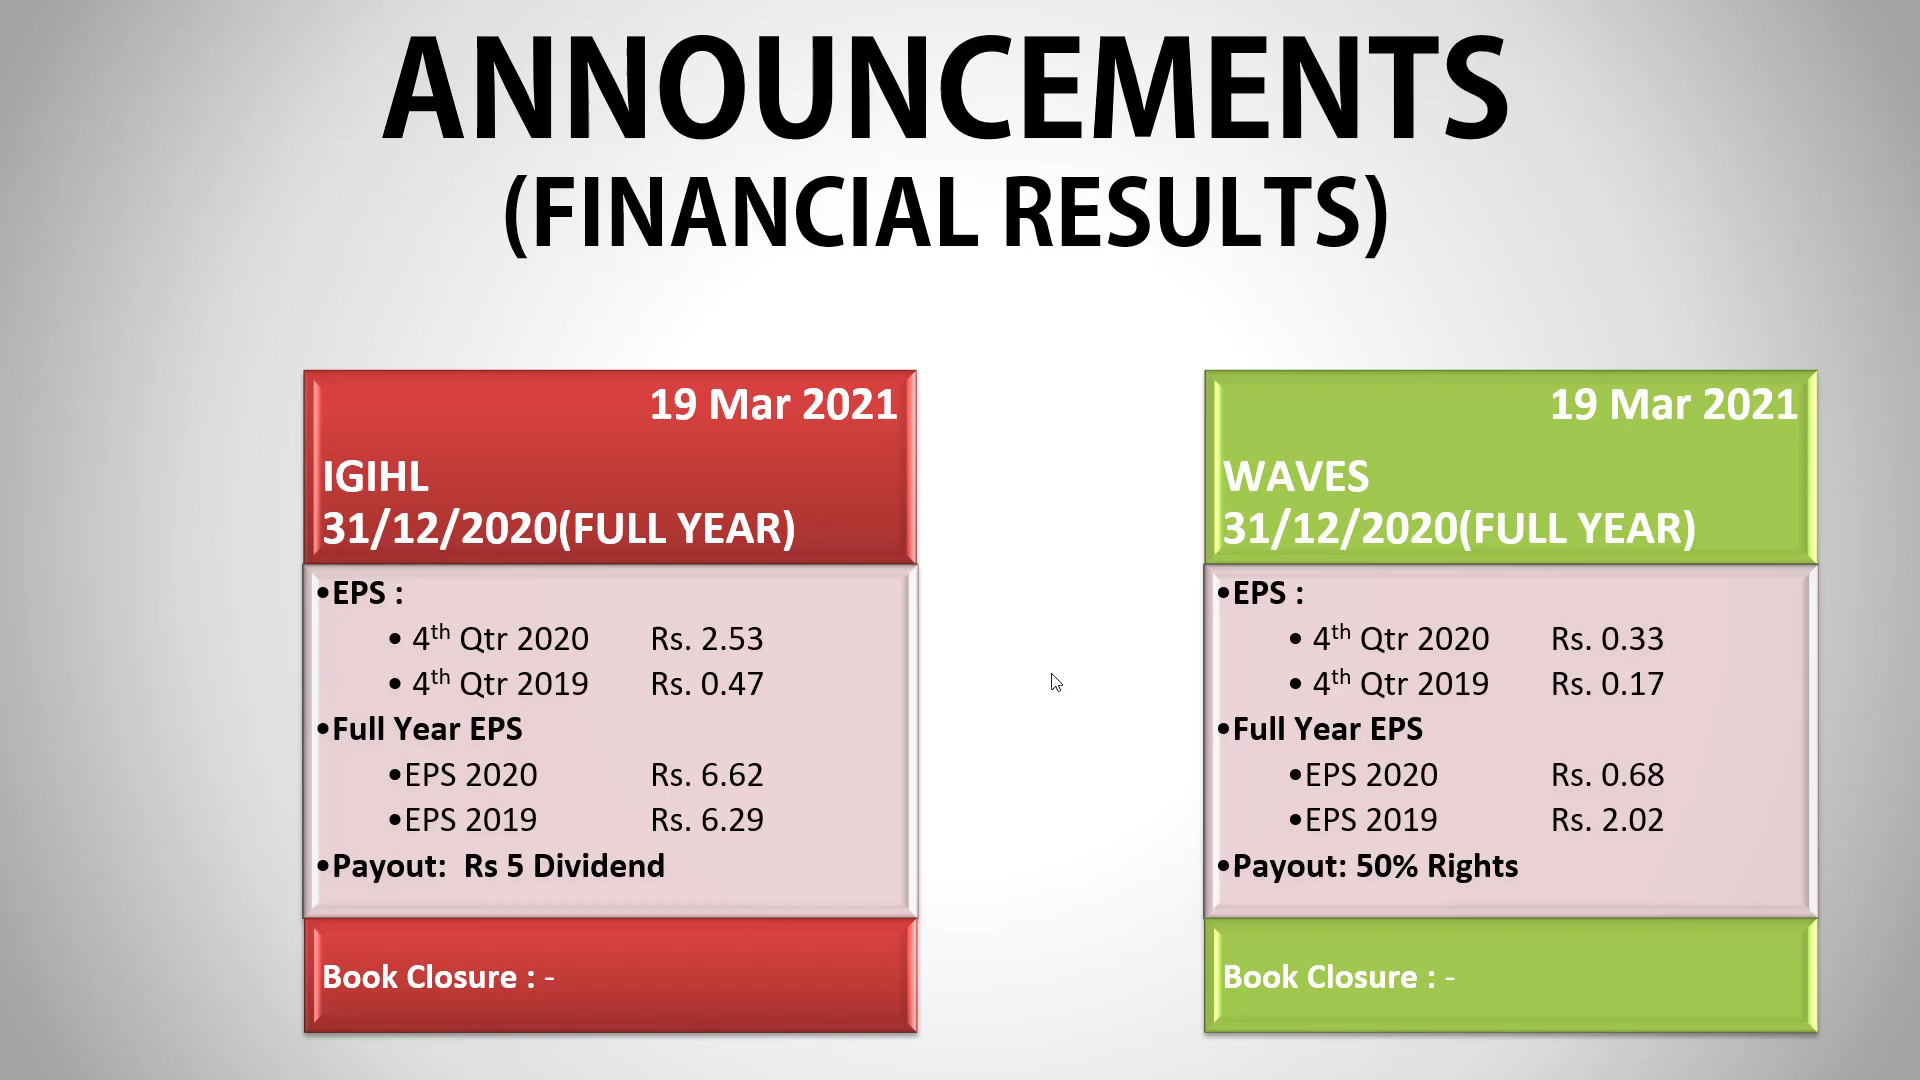 ANNOUNCEMENTS
(FINANCIAL RESULTS)
19 Mar 2021
IGIHL
31/12/2020(FULL YEAR)
•EPS :
• 4th Qtr 2020 Rs. 2.53
• 4th Qtr 2019 Rs. 0.47
•Full Year EPS
•EPS 2020 Rs. 6.62
•EPS 2019 Rs. 6.29
•Payout: Rs 5 Dividend
Book Closure : -
19 Mar 2021
WAVES
31/12/2020(FULL YEAR)
•EPS :
• 4th Qtr 2020 Rs. 0.33
• 4th Qtr 2019 Rs. 0.17
•Full Year EPS
•EPS 2020 Rs. 0.68
•EPS 2019 Rs. 2.02
•Payout: 50% Rights
Book Closure : -